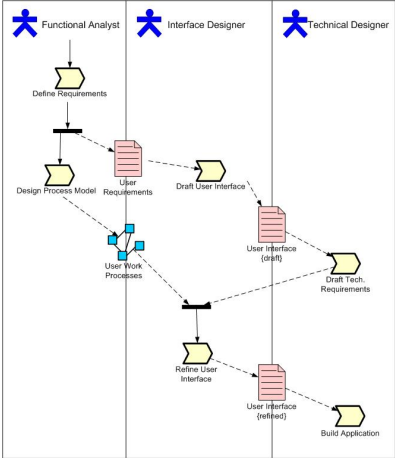 Functional Analyst
Interface Designer
Technical Designer
Define Requirements
User
Requirements
Design Process Model
Draft User Interface
User Interface
{draft}
User Work
Processes
Draft Tech.
Requirements
Refine User
Interface
User Interface
{refined}
Build Application